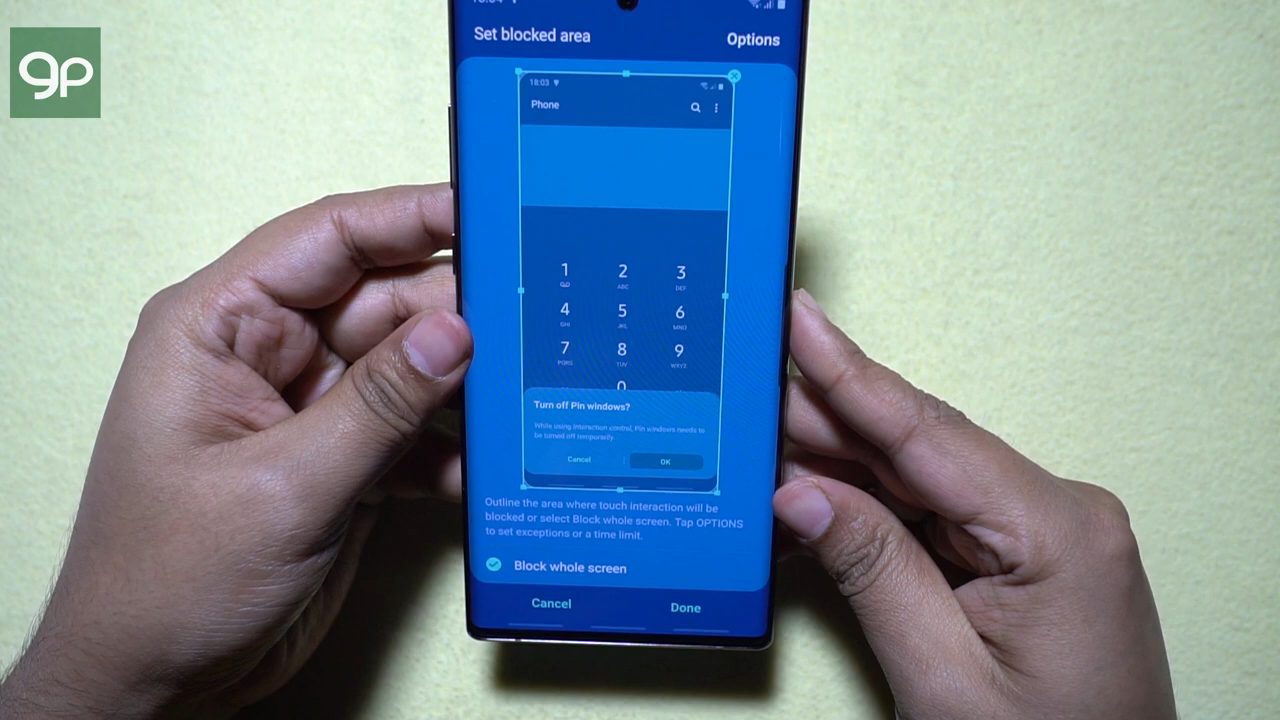 gp
Set blocked area
Options
18:03
Phone
1
2
3
ABC
DEF
4
5
6
GHI
JKL
MNO
7
8
9
PQRS
TUV
WXYZ
0
Turn off Pin windows?
While using Interaction control, Pin windows needs to
be turned off temporarily.
Cancel
OK
Outline the area where touch interaction will be
blocked or select Block whole screen. Tap OPTIONS
to set exceptions or a time limit.
Block whole screen
Cancel
Done